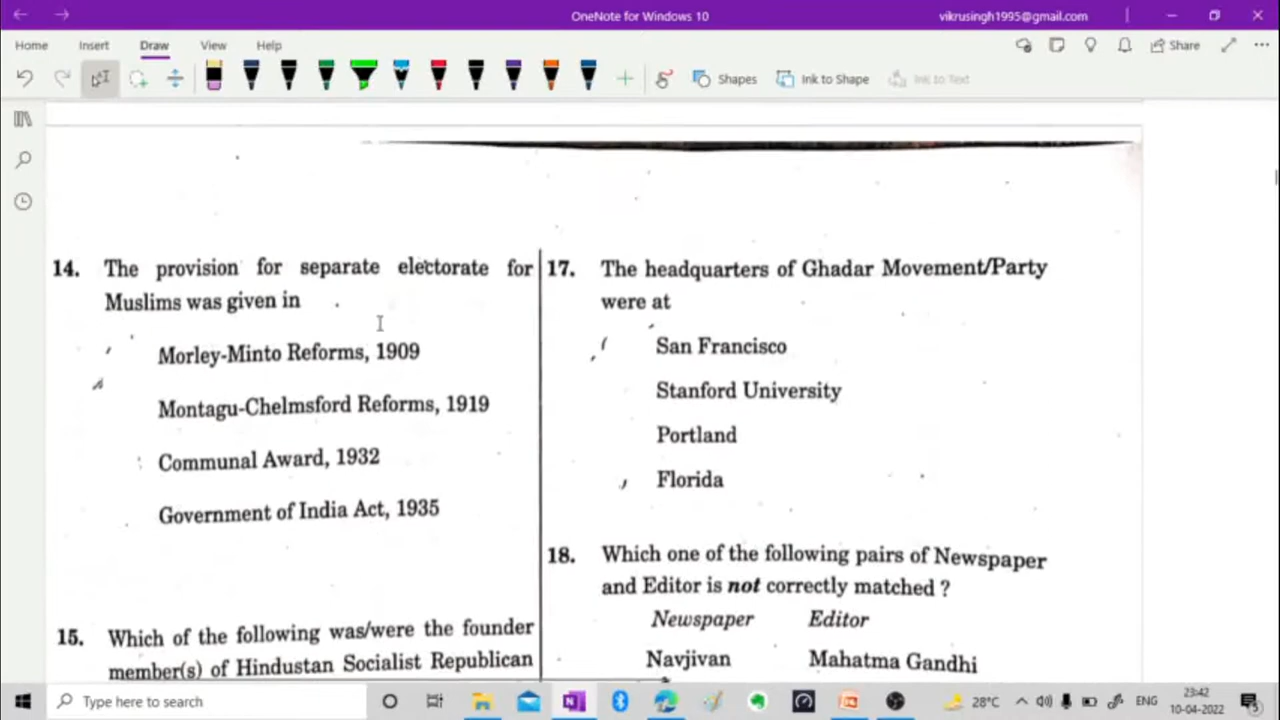 OneNote for Windows 10
vikrusingh1995@gmail.com
Home Insert Draw View Help
Share
Shapes Ink to Shape Ink to Text
14. The provision for separate electorate for
Muslims was given in
Morley-Minto Reforms, 1909
Montagu-Chelmsford Reforms, 1919
Communal Award, 1932
Government of India Act, 1935
15. Which of the following was/were the founder
member(s) of Hindustan Socialist Republican
17. The headquarters of Ghadar Movement/Party
were at
San Francisco
Stanford University
Portland
Florida
18. Which one of the following pairs of Newspaper
and Editor is not correctly matched ?
Newspaper Editor
Navjivan Mahatma Gandhi
Type here to search
28°C
ENG
23:42
10-04-2022